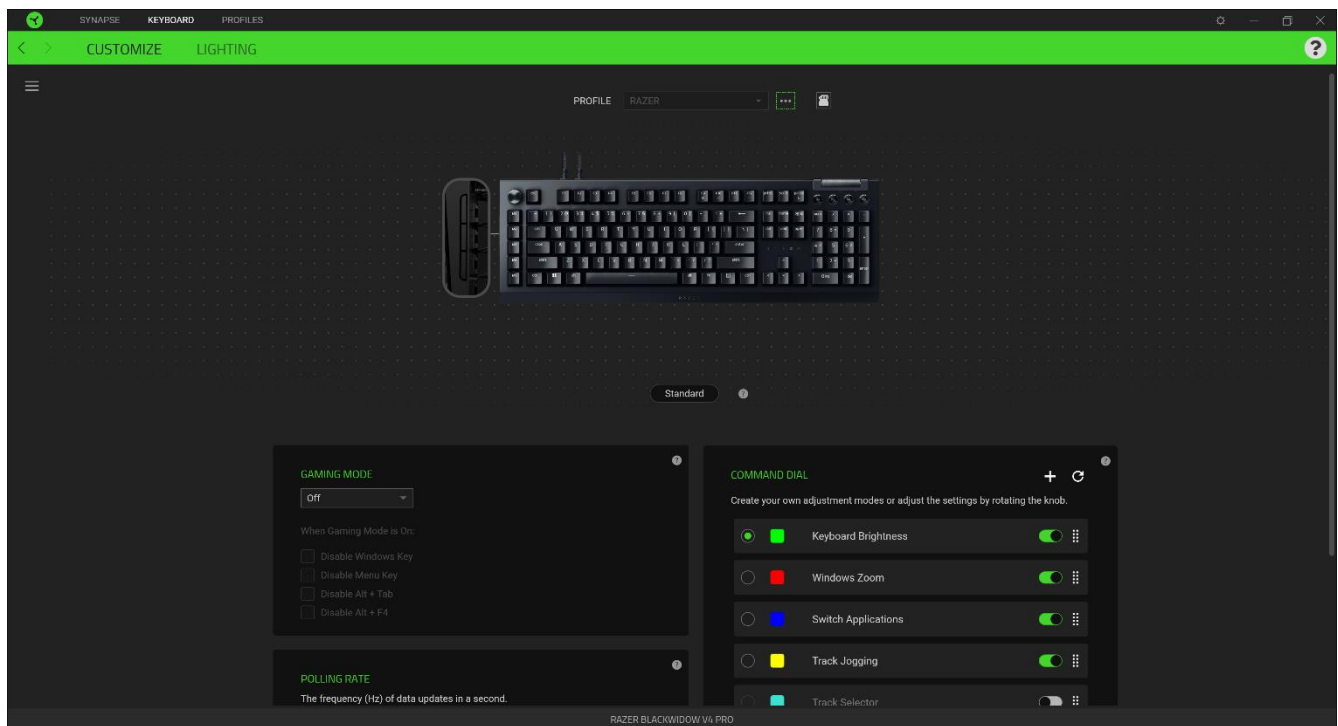 SYNAPSE KEYBOARD PROFILES
CUSTOMIZE LIGHTING
PROFILE RAZER
Standard
GAMING MODE
Off
When Gaming Mode is On:
Disable Windows Key
Disable Menu Key
Disable Alt + Tab
Disable Alt + F4
POLLING RATE
The frequency (Hz) of data updates in a second.
COMMAND DIAL
Create your own adjustment modes or adjust the settings by rotating the knob.
Keyboard Brightness
Windows Zoom
Switch Applications
Track Jogging
Track Selector
RAZER BLACKWIDOW V4 PRO